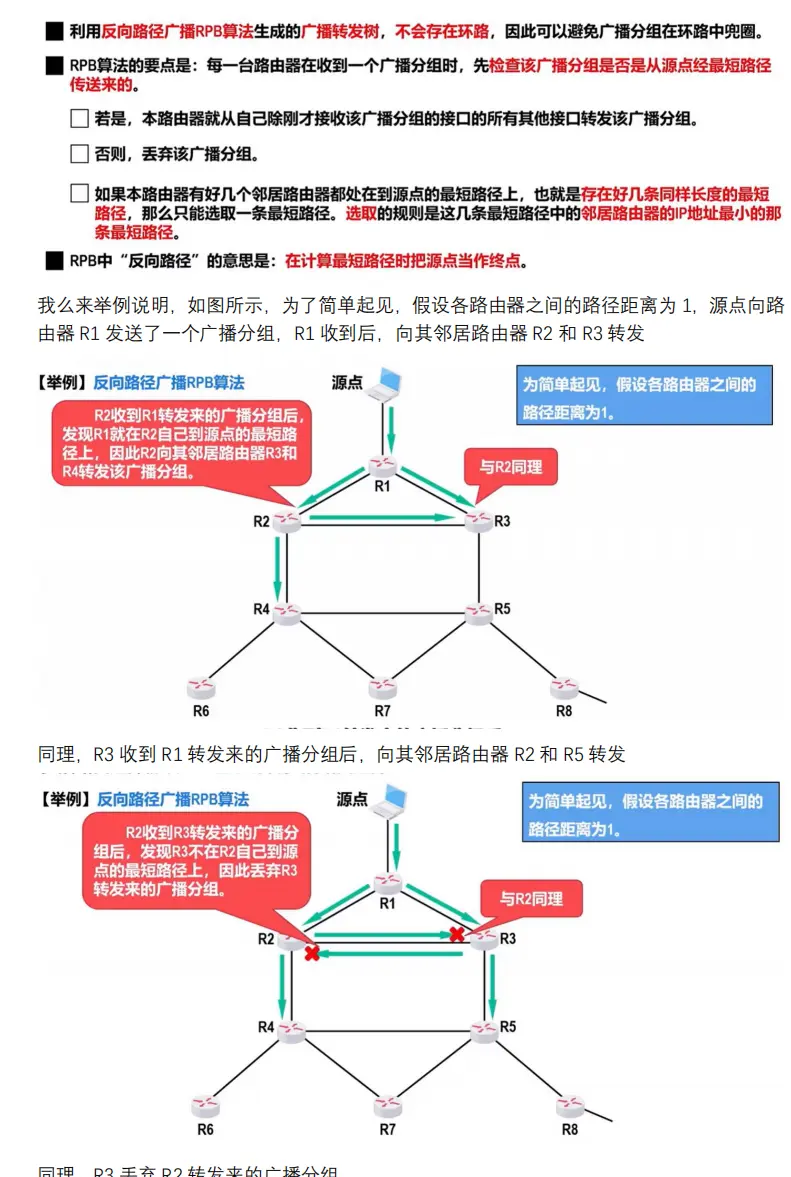 利用反向路径广播RPB算法生成的广播转发树，不会存在环路，因此可以避免广播分组在环路中兜圈。
RPB算法的要点是：每一台路由器在收到一个广播分组时，先检查该广播分组是否是从源点经最短路径
传送来的。
若是，本路由器就从自己除刚才接收该广播分组的接口的所有其他接口转发该广播分组。
否则，丢弃该广播分组。
如果本路由器有好几个邻居路由器都处在到源点的最短路径上，也就是存在好几条同样长度的最短
路径，那么只能选取一条最短路径。选取的规则是这几条最短路径中的邻居路由器的IP地址最小的那
条最短路径。
RPB中“反向路径”的意思是：在计算最短路径时把源点当作终点。
我么来举例说明，如图所示，为了简单起见，假设各路由器之间的路径距离为 1，源点向路
由器 R1 发送了一个广播分组，R1 收到后，向其邻居路由器 R2 和 R3 转发
【举例】反向路径广播RPB算法
源点
为简单起见，假设各路由器之间的
路径距离为1。
R2收到R1转发来的广播分组后，
发现R1就在R2自己到源点的最短路
径上，因此R2向其邻居路由器R3和
R4转发该广播分组。
与R2同理
R1
R2
R3
R4
R5
R6
R7
R8
同理，R3 收到 R1 转发来的广播分组后，向其邻居路由器 R2 和 R5 转发
【举例】反向路径广播RPB算法
源点
为简单起见，假设各路由器之间的
路径距离为1。
R2收到R3转发来的广播分
组后，发现R3不在R2自己到源
点的最短路径上，因此丢弃R3
转发来的广播分组。
与R2同理
R1
R2
R3
R4
R5
R6
R7
R8
同理，R3 丢弃 R2 转发来的广播分组